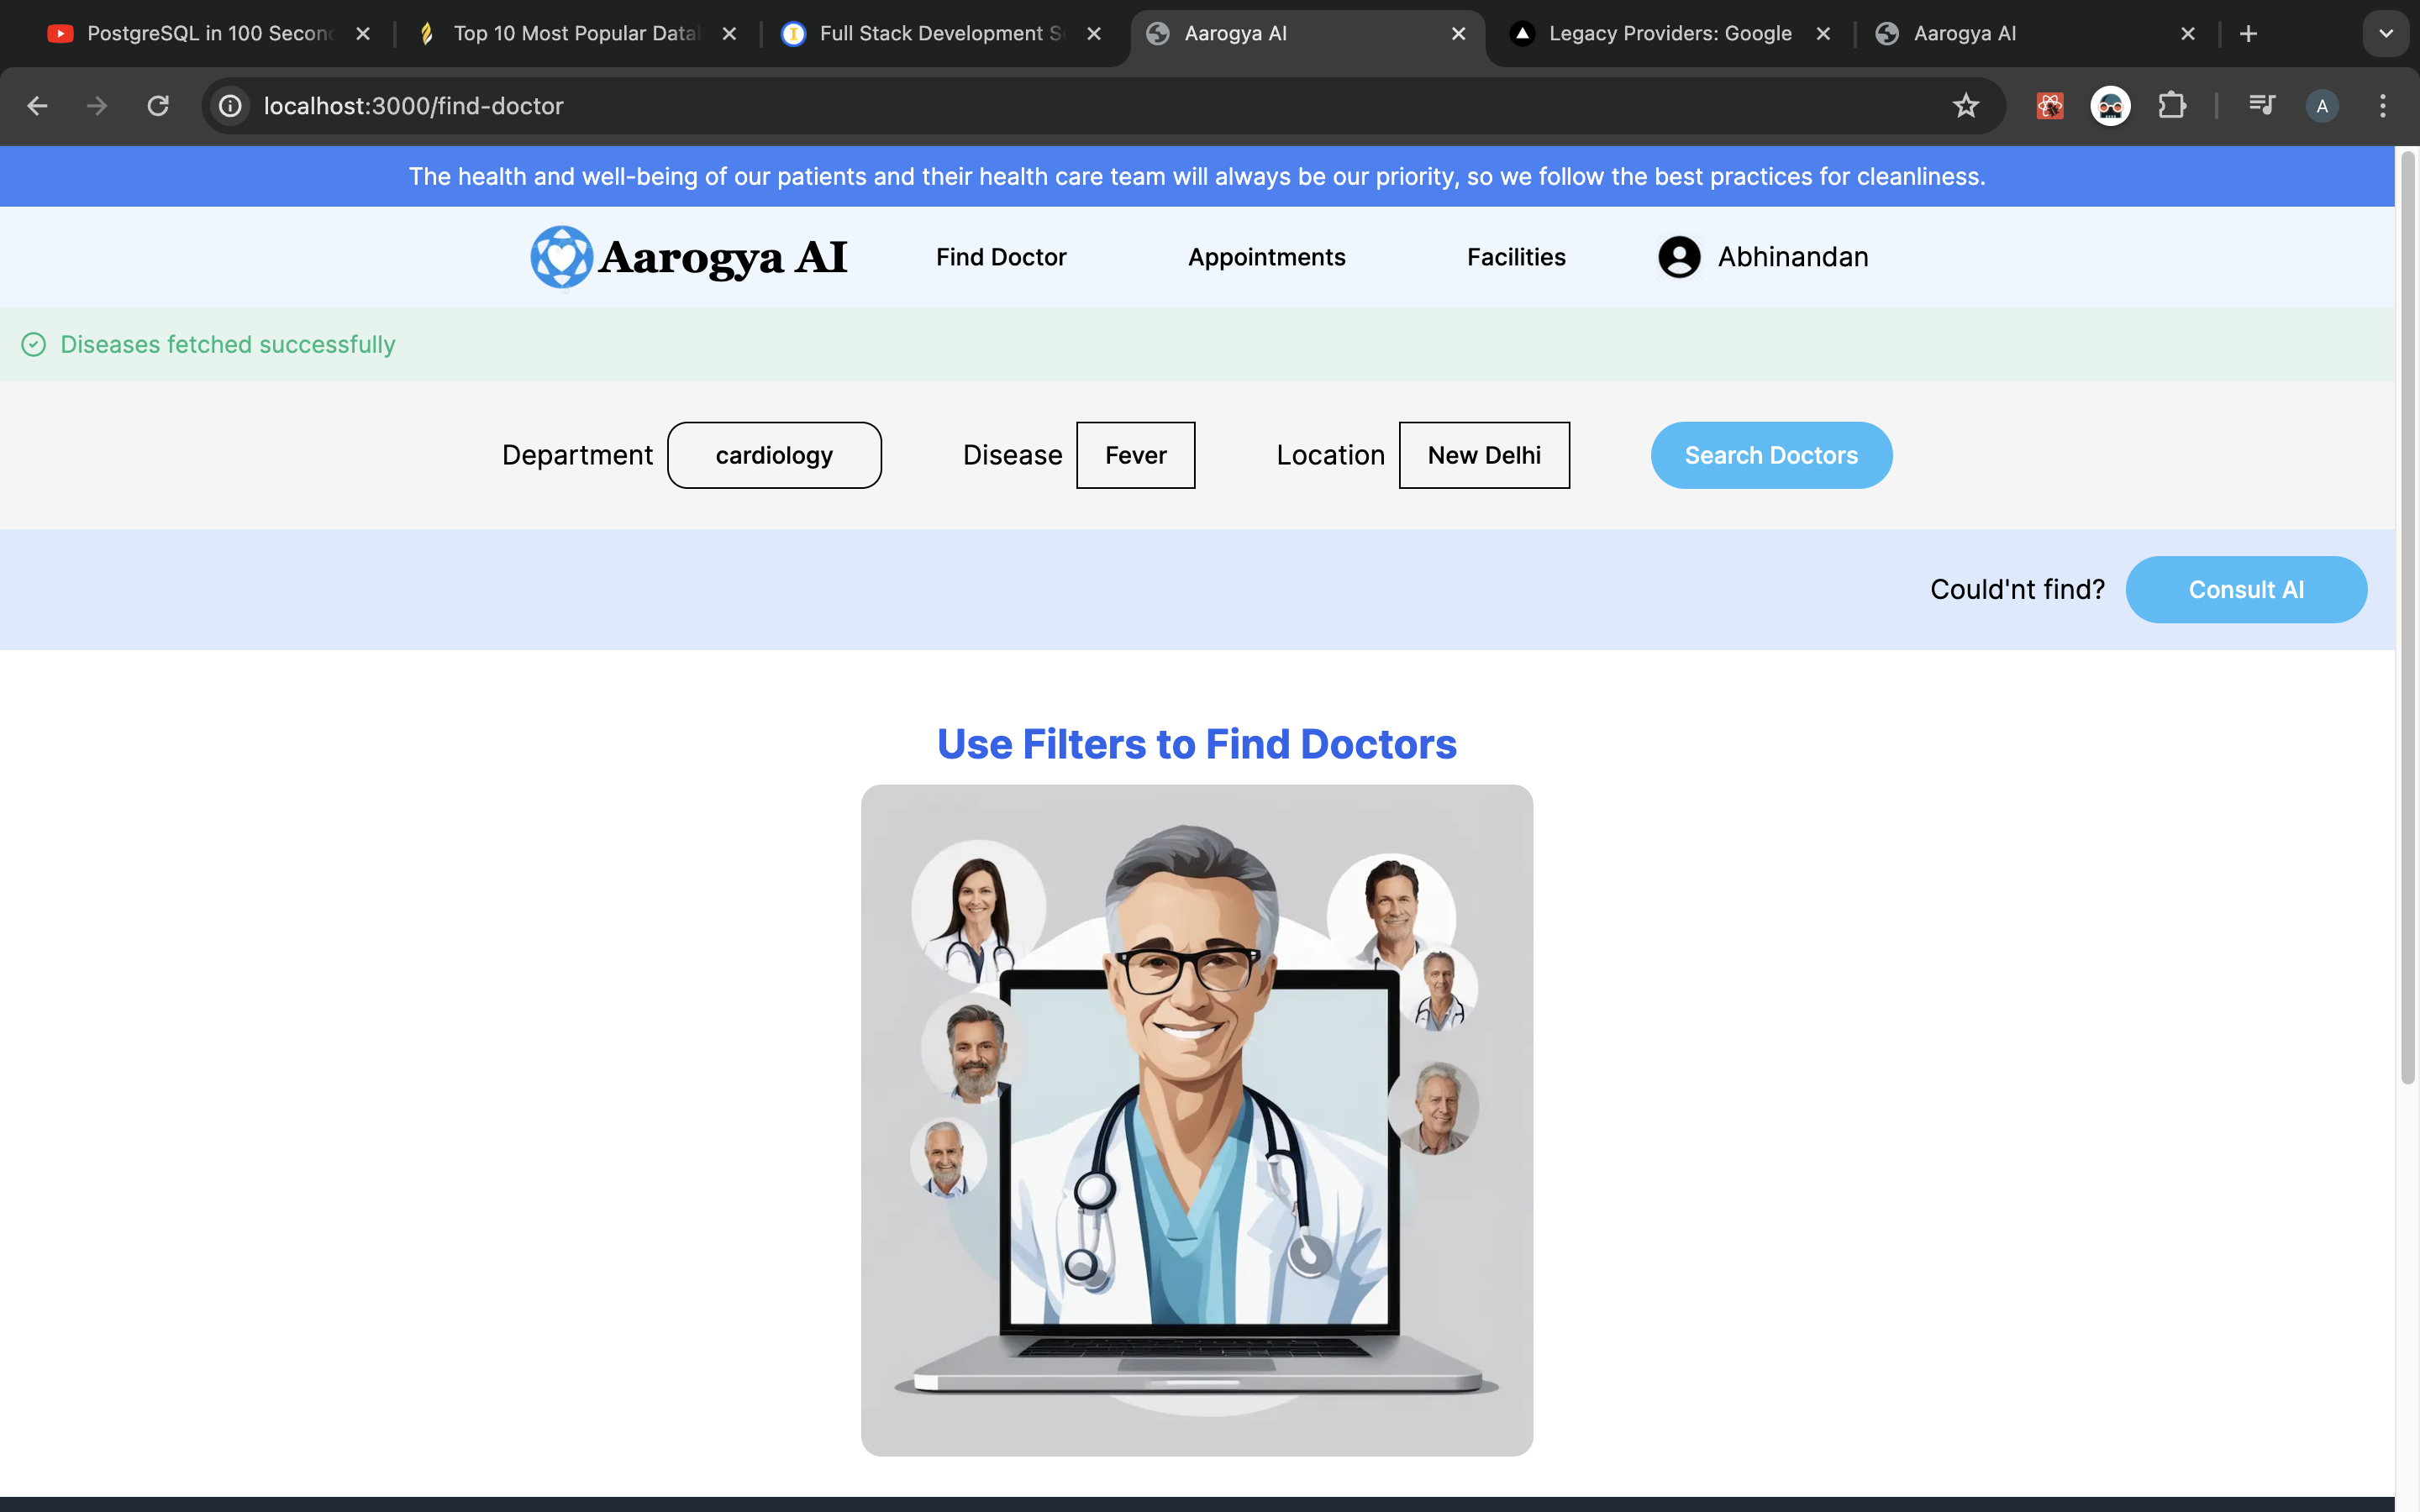 PostgreSQL in 100 Secon
Top 10 Most Popular Data
Full Stack Development S
Aarogya AI
Legacy Providers: Google
Aarogya AI
localhost:3000/find-doctor
A
The health and well-being of our patients and their health care team will always be our priority, so we follow the best practices for cleanliness.
Aarogya AI
Find Doctor
Appointments
Facilities
Abhinandan
Diseases fetched successfully
Department
cardiology
Disease
Fever
Location
New Delhi
Search Doctors
Could'nt find?
Consult AI
Use Filters to Find Doctors